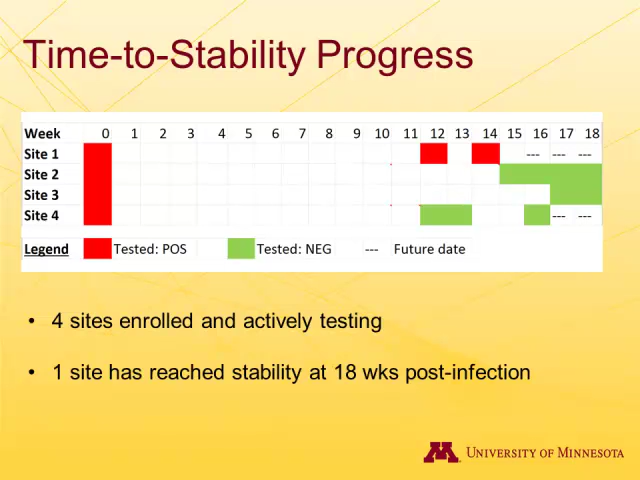 Time-to-Stability Progress
Week 0 1 2 3 4 5 6 7 8 9 10 11 12 13 14 15 16 17 18
Site 1 --- --- ---
Site 2
Site 3
Site 4 --- ---
Legend Tested: POS Tested: NEG --- Future date
• 4 sites enrolled and actively testing
• 1 site has reached stability at 18 wks post-infection
M UNIVERSITY OF MINNESOTA